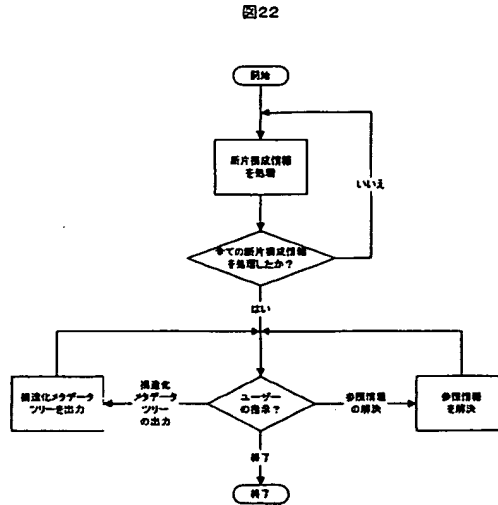 図22
開始
断片構成情報
を処理
いいえ
全ての断片構成情報
を処理したか?
はい
構造化メタデータ
ツリーを出力
構造化
メタデータ
ツリー
の出力
ユーザー
の指示?
参照情報
の解決
参照情報
を解決
終了
終了